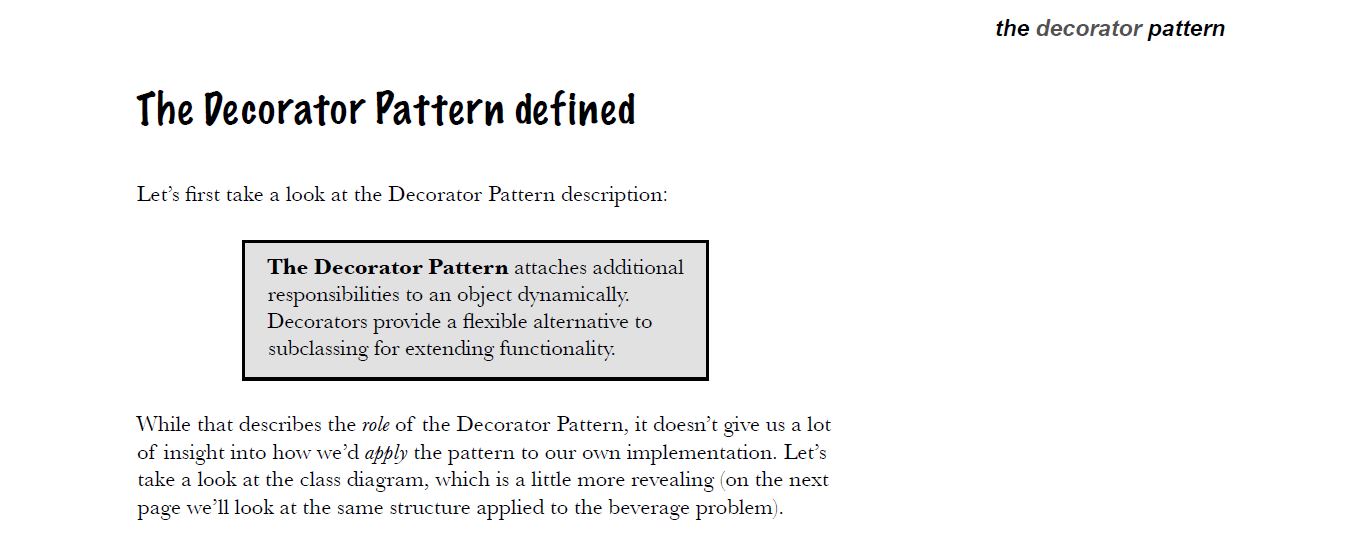 the decorator pattern
The Decorator Pattern defined
Let’s first take a look at the Decorator Pattern description:
The Decorator Pattern attaches additional
responsibilities to an object dynamically.
Decorators provide a flexible alternative to
subclassing for extending functionality.
While that describes the role of the Decorator Pattern, it doesn’t give us a lot
of insight into how we’d apply the pattern to our own implementation. Let’s
take a look at the class diagram, which is a little more revealing (on the next
page we’ll look at the same structure applied to the beverage problem).